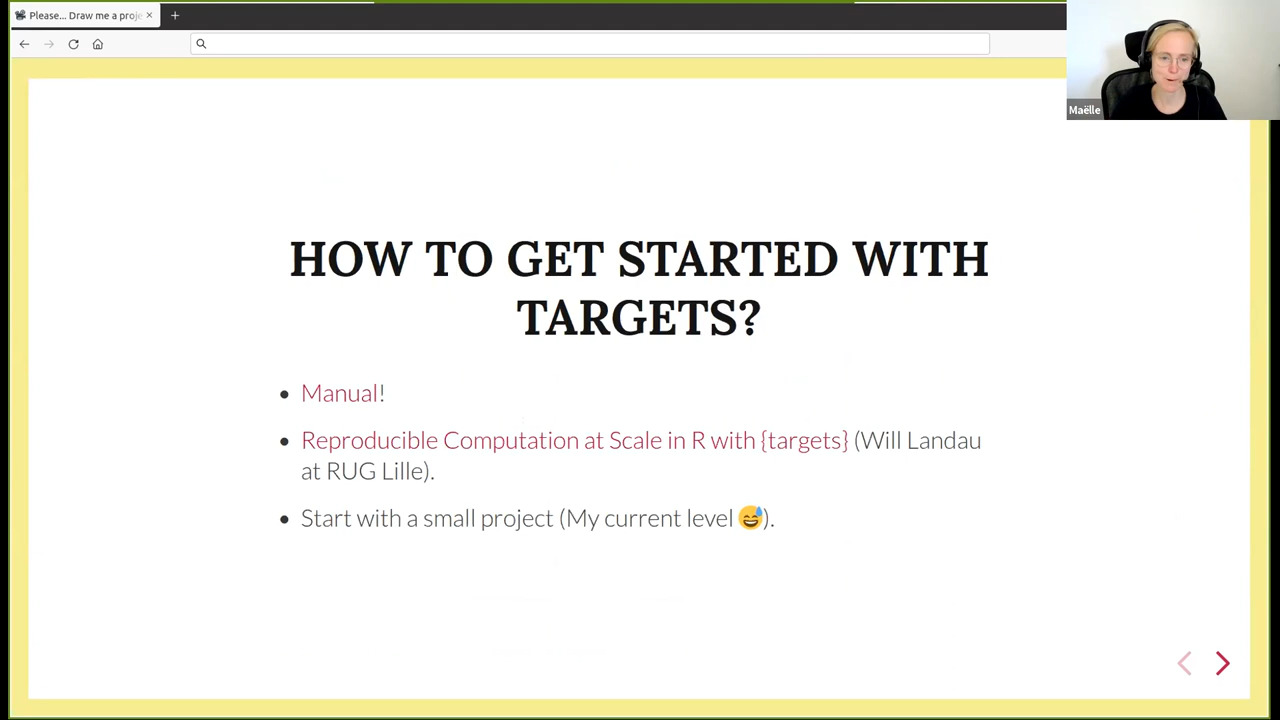 Please... Draw me a proje
Maëlle
HOW TO GET STARTED WITH
TARGETS?
• Manual!
• Reproducible Computation at Scale in R with {targets} (Will Landau
at RUG Lille).
• Start with a small project (My current level 😅).